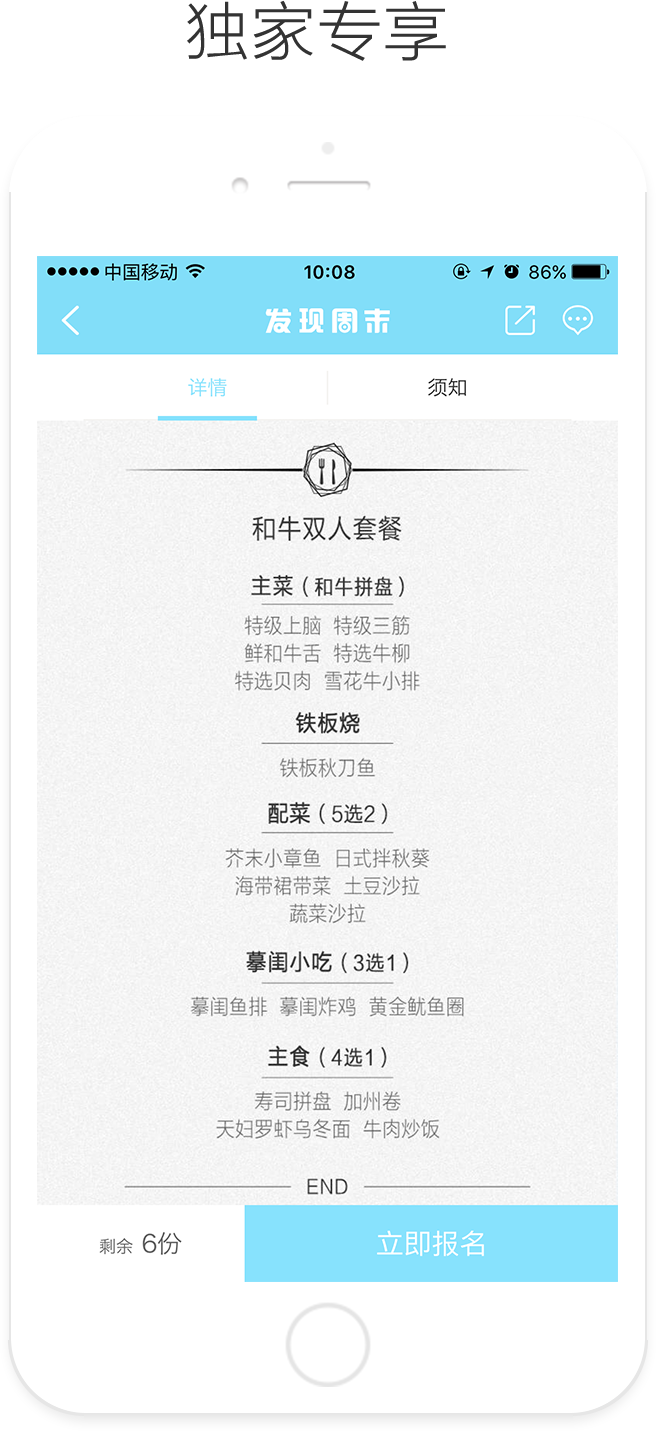 独家专享
中国移动 10:08 86%
发现周末
详情 须知
和牛双人套餐
主菜（和牛拼盘）
特级上脑 特级三筋
鲜和牛舌 特选牛柳
特选贝肉 雪花牛小排
铁板烧
铁板秋刀鱼
配菜（5选2）
芥末小章鱼 日式拌秋葵
海带裙带菜 土豆沙拉
蔬菜沙拉
摹闺小吃（3选1）
摹闺鱼排 摹闺炸鸡 黄金鱿鱼圈
主食（4选1）
寿司拼盘 加州卷
天妇罗虾乌冬面 牛肉炒饭
END
剩余 6份 立即报名